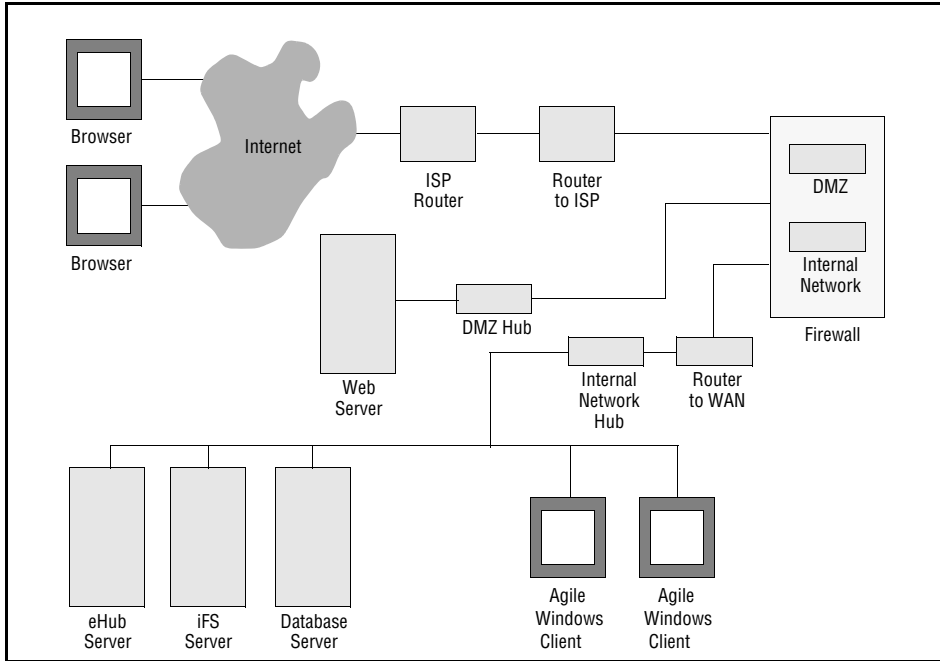 Browser
Internet
ISP
Router
Router
to ISP
DMZ
Browser
Internal
Network
Firewall
DMZ Hub
Web
Server
Internal
Network
Hub
Router
to WAN
eHub
Server
iFS
Server
Database
Server
Agile
Windows
Client
Agile
Windows
Client